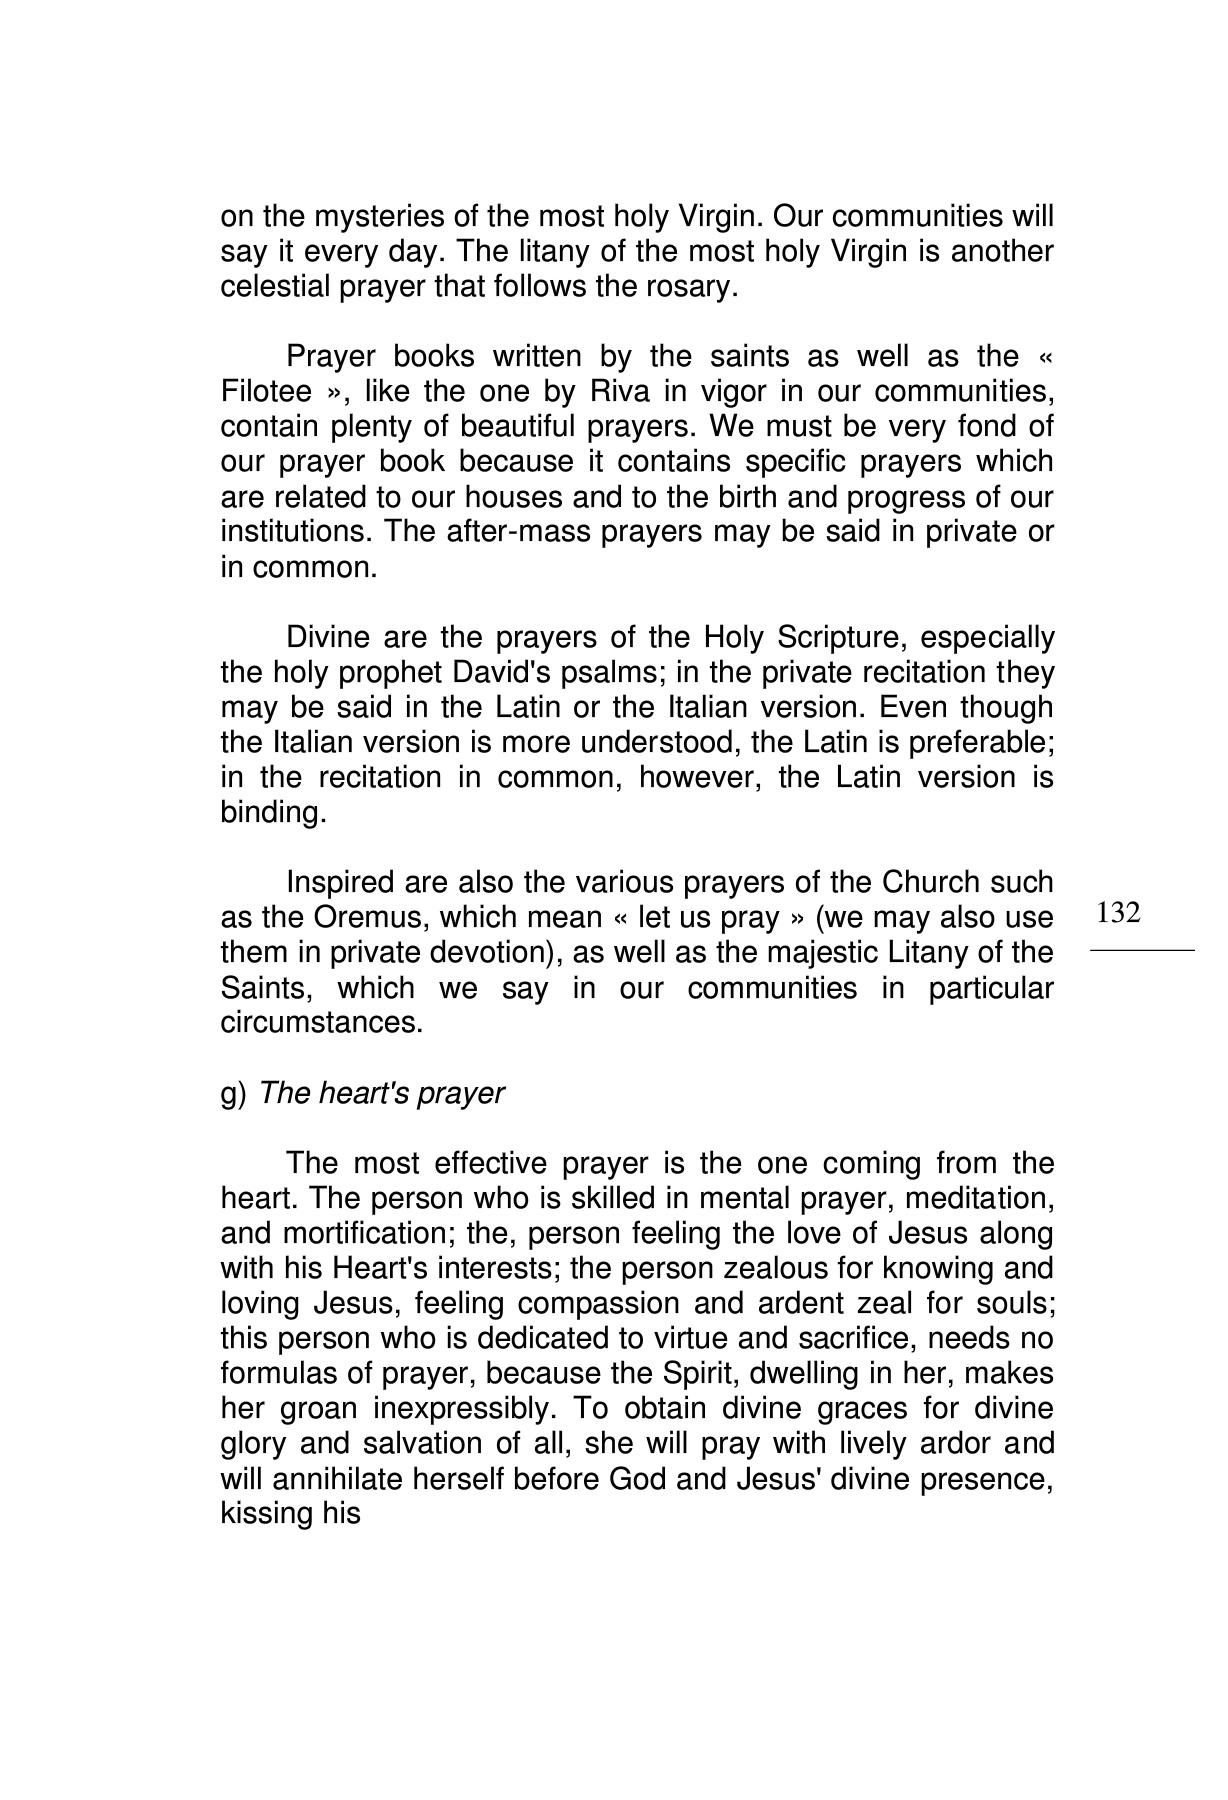 on the mysteries of the most holy Virgin. Our communities will
say it every day. The litany of the most holy Virgin is another
celestial prayer that follows the rosary.
Prayer books written by the saints as well as the «
Filotee », like the one by Riva in vigor in our communities,
contain plenty of beautiful prayers. We must be very fond of
our prayer book because it contains specific prayers which
are related to our houses and to the birth and progress of our
institutions. The after-mass prayers may be said in private or
in common.
Divine are the prayers of the Holy Scripture, especially
the holy prophet David's psalms; in the private recitation they
may be said in the Latin or the Italian version. Even though
the Italian version is more understood, the Latin is preferable;
in the recitation in common, however, the Latin version is
binding.
Inspired are also the various prayers of the Church such
as the Oremus, which mean « let us pray » (we may also use
them in private devotion), as well as the majestic Litany of the
Saints, which we say in our communities in particular
circumstances.
132
g) The heart's prayer
The most effective prayer is the one coming from the
heart. The person who is skilled in mental prayer, meditation,
and mortification; the, person feeling the love of Jesus along
with his Heart's interests; the person zealous for knowing and
loving Jesus, feeling compassion and ardent zeal for souls;
this person who is dedicated to virtue and sacrifice, needs no
formulas of prayer, because the Spirit, dwelling in her, makes
her groan inexpressibly. To obtain divine graces for divine
glory and salvation of all, she will pray with lively ardor and
will annihilate herself before God and Jesus' divine presence,
kissing his